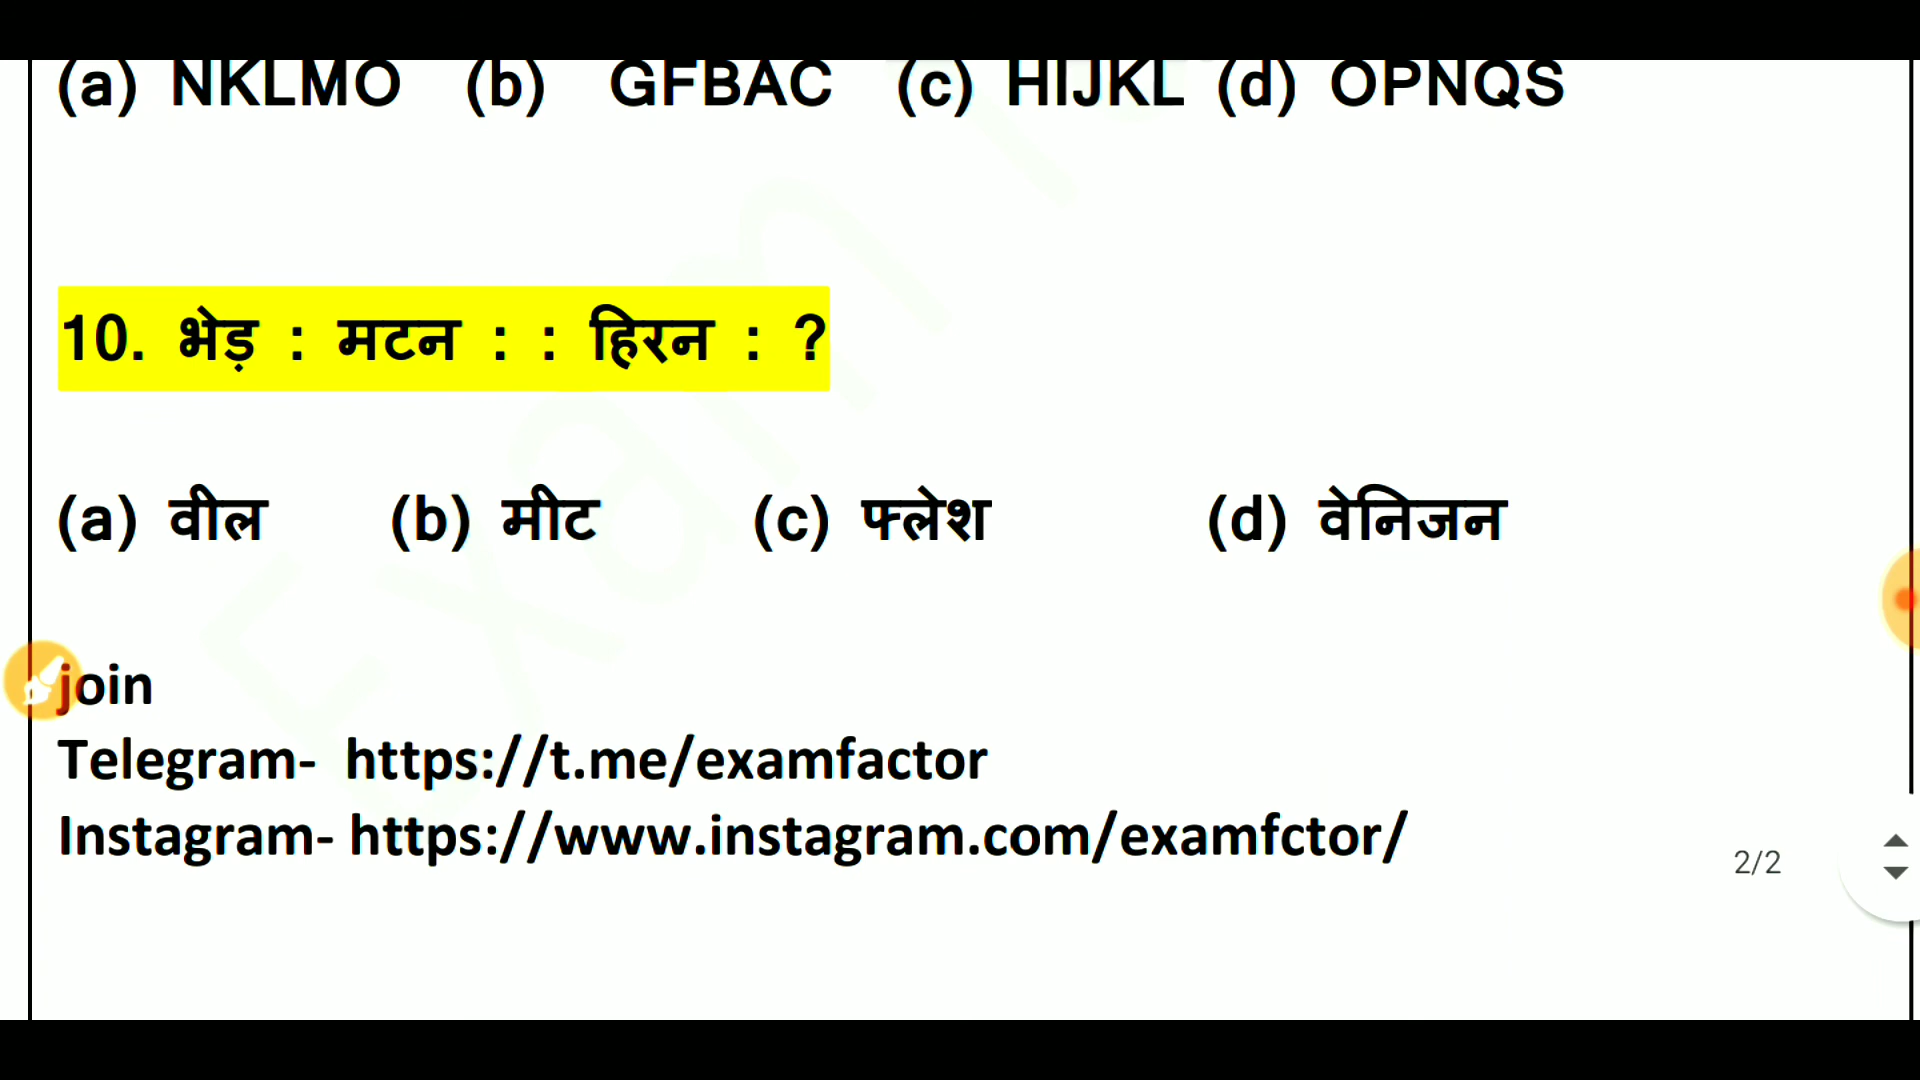 (a) NKLMO (b) GFBAC (c) HIJKL (d) OPNQS
10. भेड़ : मटन : : हिरन : ?
(a) वील (b) मीट (c) फ्लेश (d) वेनिजन
join
Telegram- https://t.me/examfactor
Instagram- https://www.instagram.com/examfctor/
2/2
Exam